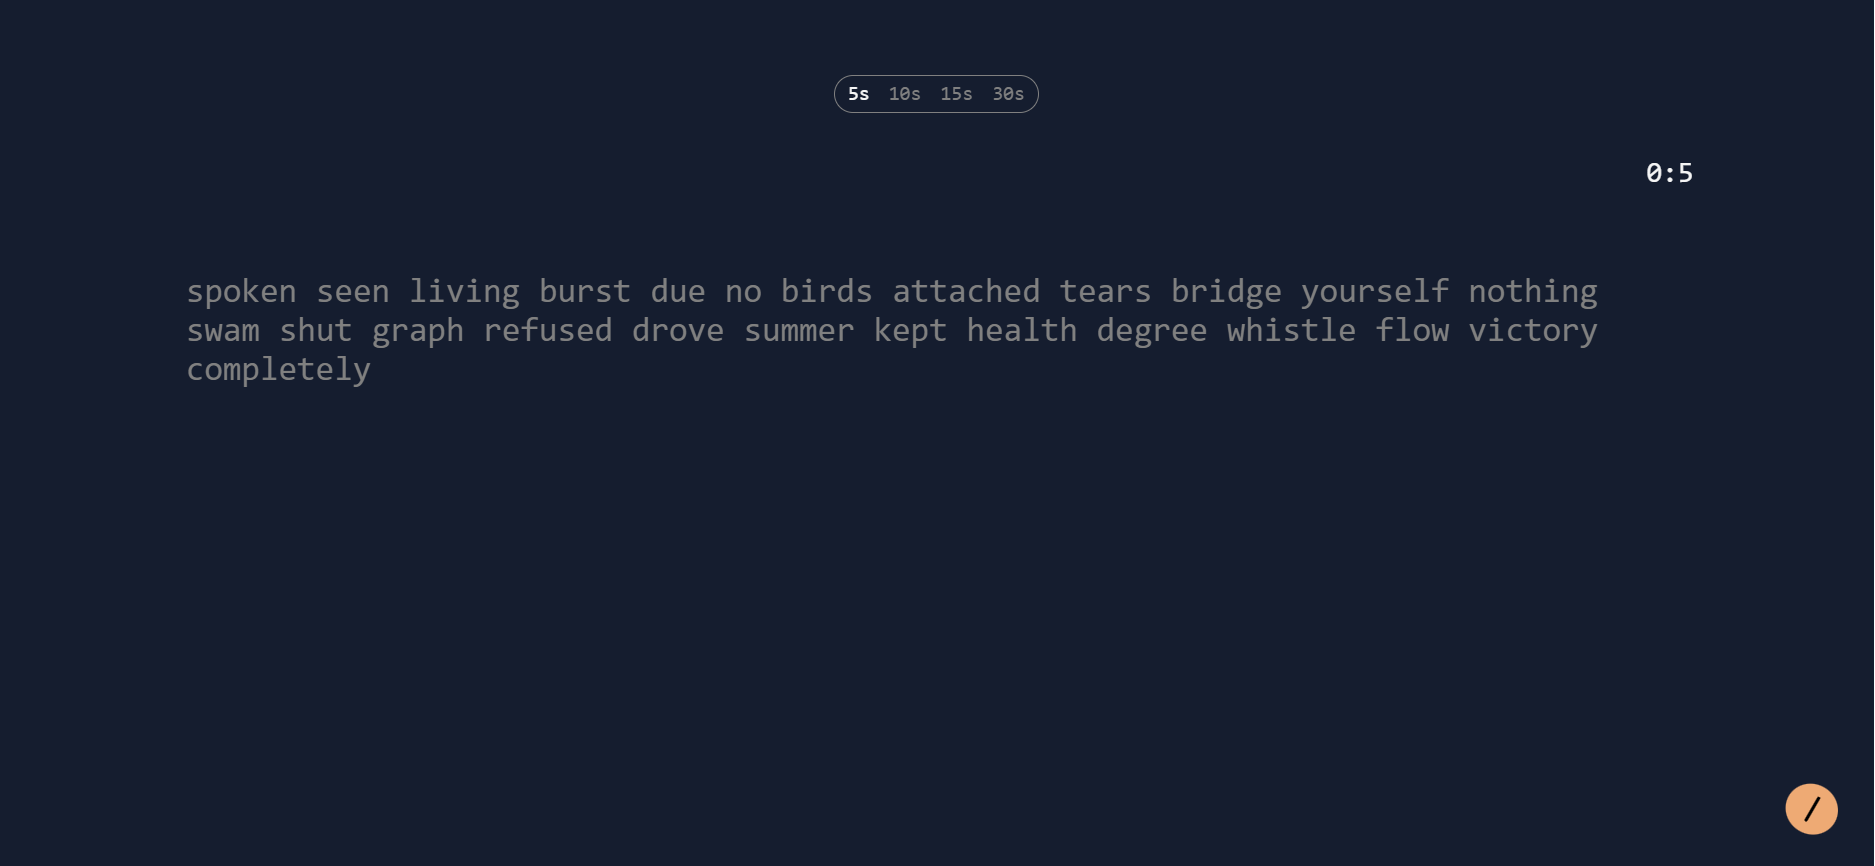 5s 10s 15s 30s
0:5
spoken seen living burst due no birds attached tears bridge yourself nothing
swam shut graph refused drove summer kept health degree whistle flow victory
completely
/